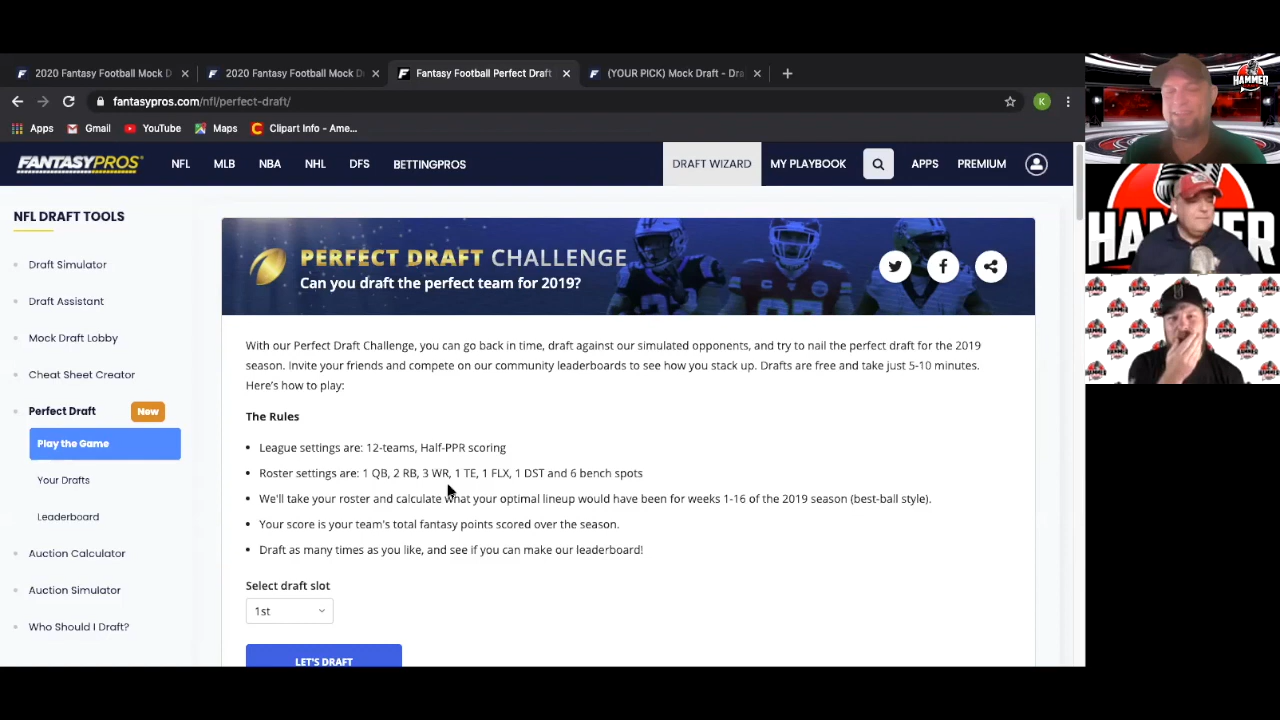 2020 Fantasy Football Mock D
2020 Fantasy Football Mock D
Fantasy Football Perfect Draft
(YOUR PICK) Mock Draft - Dra
fantasypros.com/nfl/perfect-draft/
K
Apps
Gmail
YouTube
Maps
Clipart Info - Ame...
FANTASYPROS
NFL
MLB
NBA
NHL
DFS
BETTINGPROS
DRAFT WIZARD
MY PLAYBOOK
APPS
PREMIUM
NFL DRAFT TOOLS
Draft Simulator
Draft Assistant
Mock Draft Lobby
Cheat Sheet Creator
Perfect Draft
New
Play the Game
Your Drafts
Leaderboard
Auction Calculator
Auction Simulator
Who Should I Draft?
PERFECT DRAFT CHALLENGE
Can you draft the perfect team for 2019?
With our Perfect Draft Challenge, you can go back in time, draft against our simulated opponents, and try to nail the perfect draft for the 2019
season. Invite your friends and compete on our community leaderboards to see how you stack up. Drafts are free and take just 5-10 minutes.
Here's how to play:
The Rules
League settings are: 12-teams, Half-PPR scoring
Roster settings are: 1 QB, 2 RB, 3 WR, 1 TE, 1 FLX, 1 DST and 6 bench spots
We'll take your roster and calculate what your optimal lineup would have been for weeks 1-16 of the 2019 season (best-ball style).
Your score is your team's total fantasy points scored over the season.
Draft as many times as you like, and see if you can make our leaderboard!
Select draft slot
1st
LET'S DRAFT
HAMMER
HAMMER